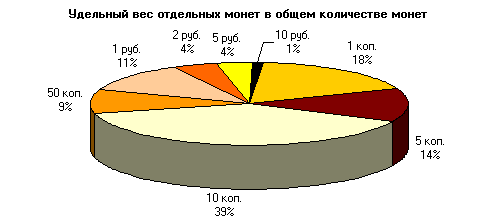 Удельный вес отдельных монет в общем количестве монет
10 руб.
1%
1 коп.
18%
5 коп.
14%
10 коп.
39%
50 коп.
9%
1 руб.
11%
2 руб.
4%
5 руб.
4%